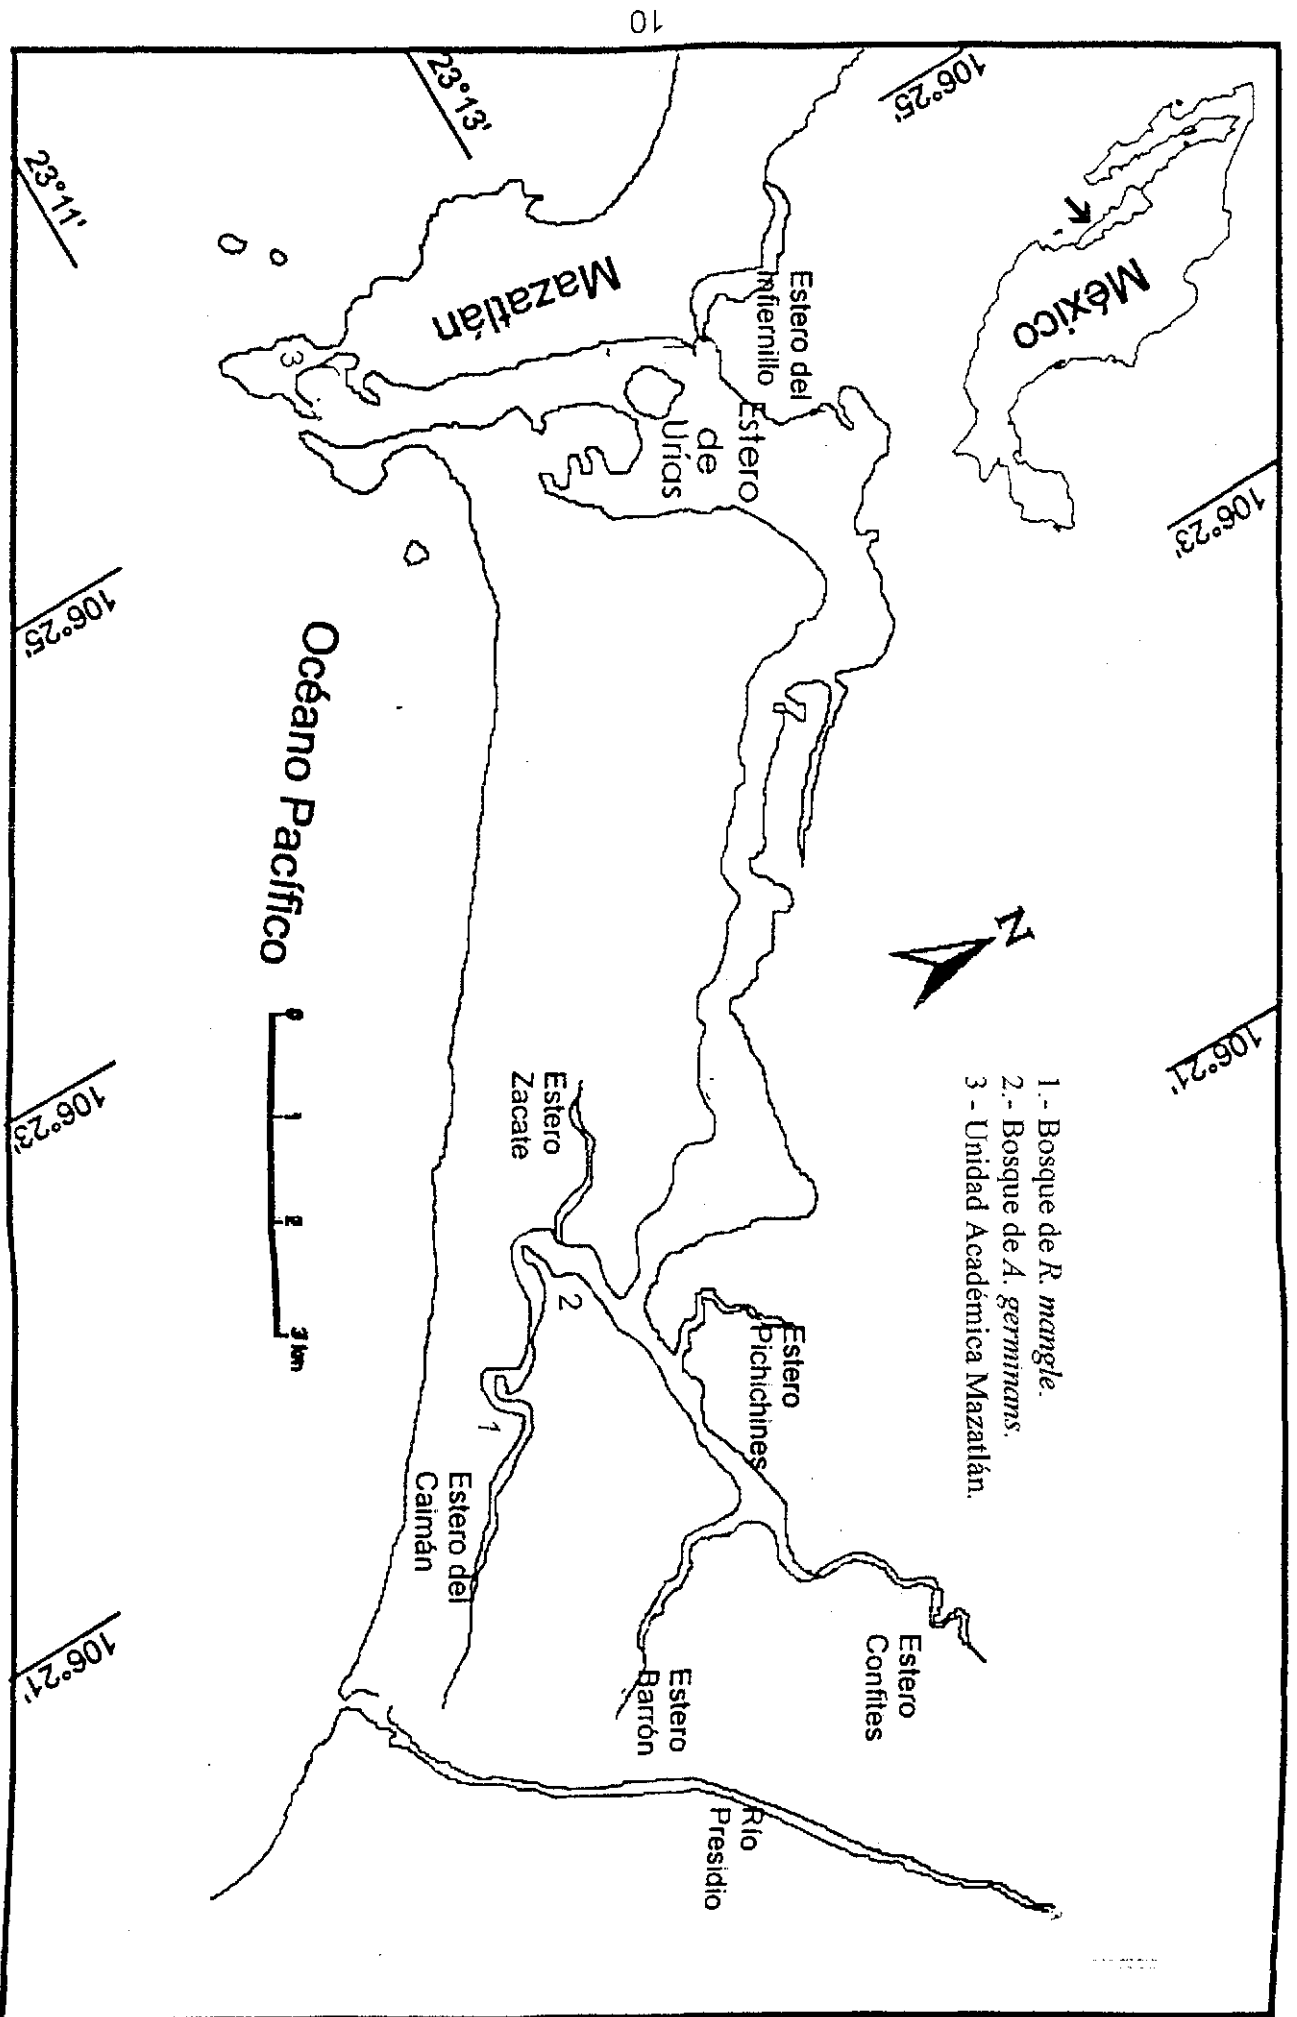 10
106°25'
106°23'
106°21'
23°13'
23°11'
México
1.- Bosque de R. mangle.
2.- Bosque de A. germinans.
3 - Unidad Académica Mazatlán.
N
Estero del
Infiernillo
Mazatlán
Estero
de
Urías
3
Estero
Pichichines
Estero
Confites
Estero
Zacate
2
1
Estero del
Caimán
Estero
Barrón
Río
Presidio
Océano Pacífico
0 1 2 3 km
106°25'
106°23'
106°21'